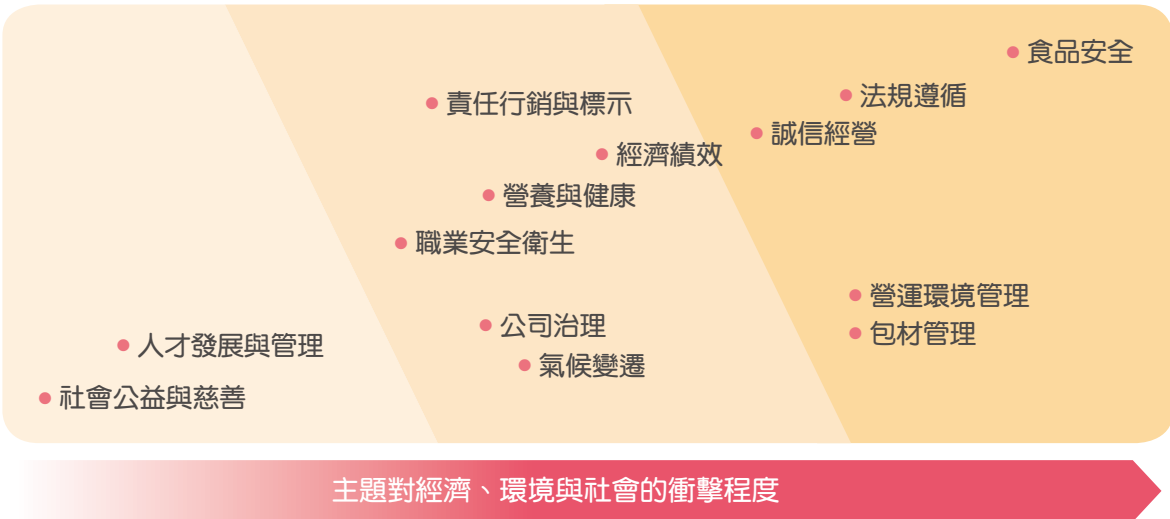 食品安全
法規遵循
責任行銷與標示
誠信經營
經濟績效
營養與健康
職業安全衛生
營運環境管理
公司治理
包材管理
人才發展與管理
氣候變遷
社會公益與慈善
主題對經濟、環境與社會的衝擊程度